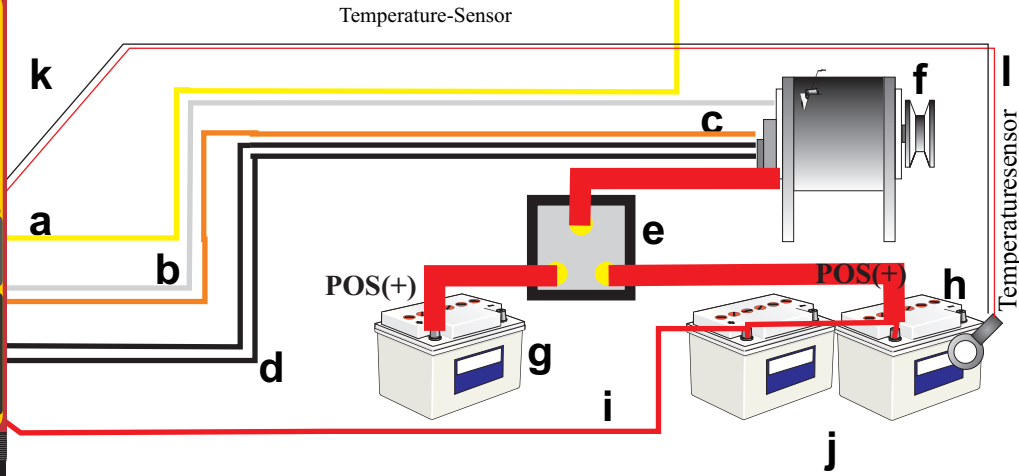 Temperature-Sensor
k
l
f
c
a
e
b
POS(+)
POS(+)
h
Temperaturesensor
g
d
i
j